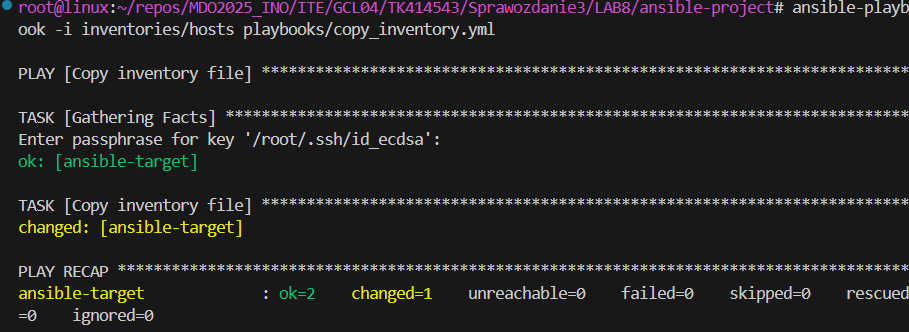 root@linux:~/repos/MDO2025_INO/ITE/GCL04/TK414543/Sprawozdanie3/LAB8/ansible-project# ansible-playb
ook -i inventories/hosts playbooks/copy_inventory.yml
PLAY [Copy inventory file] ************************************************************************
TASK [Gathering Facts] ****************************************************************************
Enter passphrase for key '/root/.ssh/id_ecdsa':
ok: [ansible-target]
TASK [Copy inventory file] ************************************************************************
changed: [ansible-target]
PLAY RECAP ****************************************************************************************
ansible-target             : ok=2    changed=1    unreachable=0    failed=0    skipped=0    rescued
=0    ignored=0